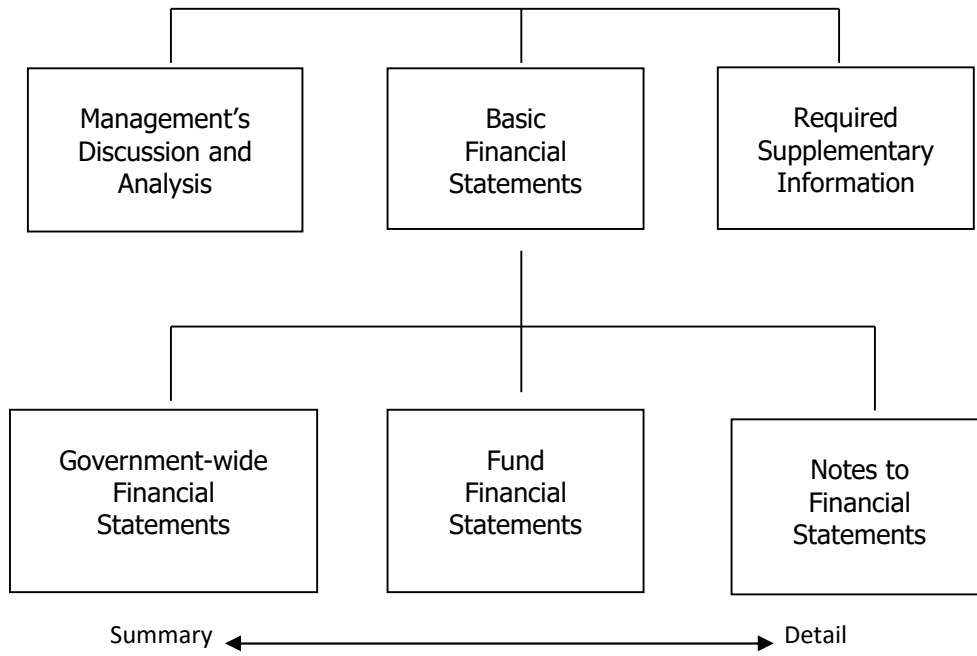 Management’s
Discussion and
Analysis
Basic
Financial
Statements
Required
Supplementary
Information
Government-wide
Financial
Statements
Fund
Financial
Statements
Notes to
Financial
Statements
Summary
Detail